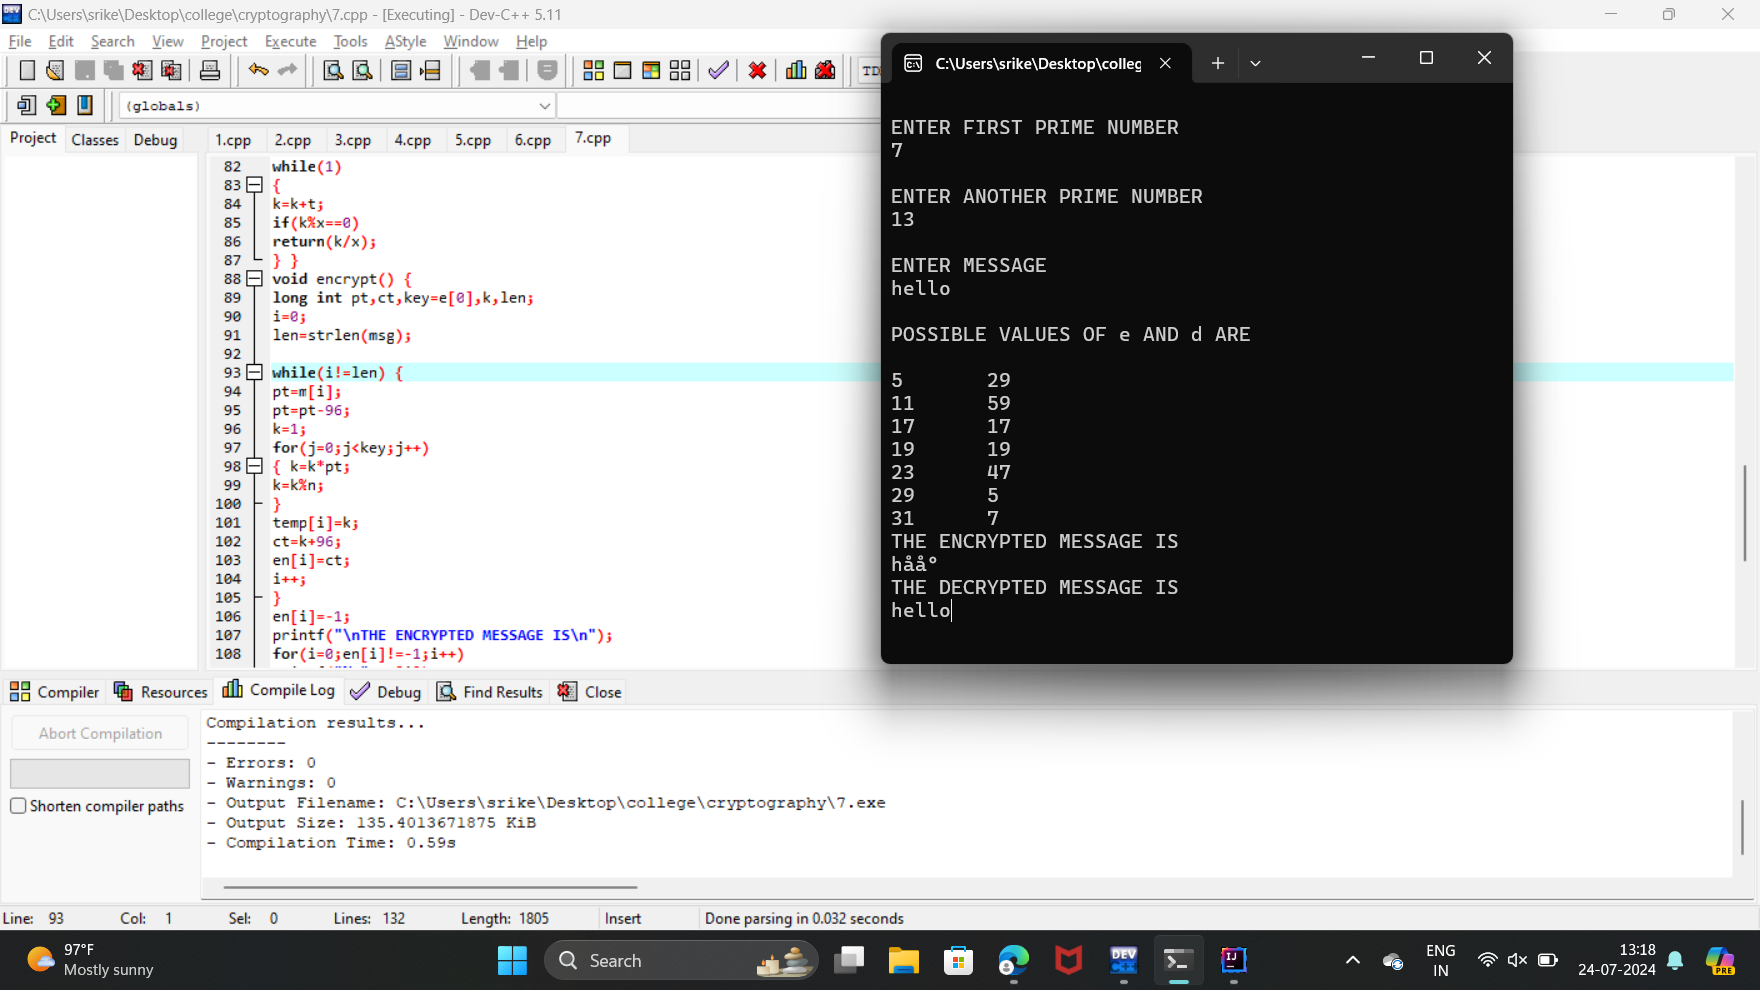 C:\Users\srike\Desktop\college\cryptography\7.cpp - [Executing] - Dev-C++ 5.11
File Edit Search View Project Execute Tools AStyle Window Help
TD
(globals)
Project Classes Debug
1.cpp 2.cpp 3.cpp 4.cpp 5.cpp 6.cpp 7.cpp
82 while(1)
83 {
84 k=k+t;
85 if(k%x==0)
86 return(k/x);
87 } }
88 void encrypt() {
89 long int pt,ct,key=e[0],k,len;
90 i=0;
91 len=strlen(msg);
92
93 while(i!=len) {
94 pt=m[i];
95 pt=pt-96;
96 k=1;
97 for(j=0;j<key;j++)
98 { k=k*pt;
99 k=k%n;
100 }
101 temp[i]=k;
102 ct=k+96;
103 en[i]=ct;
104 i++;
105 }
106 en[i]=-1;
107 printf("\nTHE ENCRYPTED MESSAGE IS\n");
108 for(i=0;en[i]!=-1;i++)
C:\Users\srike\Desktop\colleg
ENTER FIRST PRIME NUMBER
7
ENTER ANOTHER PRIME NUMBER
13
ENTER MESSAGE
hello
POSSIBLE VALUES OF e AND d ARE
5 29
11 59
17 17
19 19
23 47
29 5
31 7
THE ENCRYPTED MESSAGE IS
håå°
THE DECRYPTED MESSAGE IS
hello
Compiler Resources Compile Log Debug Find Results Close
Abort Compilation
Shorten compiler paths
Compilation results...
--------
- Errors: 0
- Warnings: 0
- Output Filename: C:\Users\srike\Desktop\college\cryptography\7.exe
- Output Size: 135.4013671875 KiB
- Compilation Time: 0.59s
Line: 93 Col: 1 Sel: 0 Lines: 132 Length: 1805 Insert Done parsing in 0.032 seconds
97°F
Mostly sunny
Search
DEV
C++
IJ
ENG
IN
13:18
24-07-2024
PRE